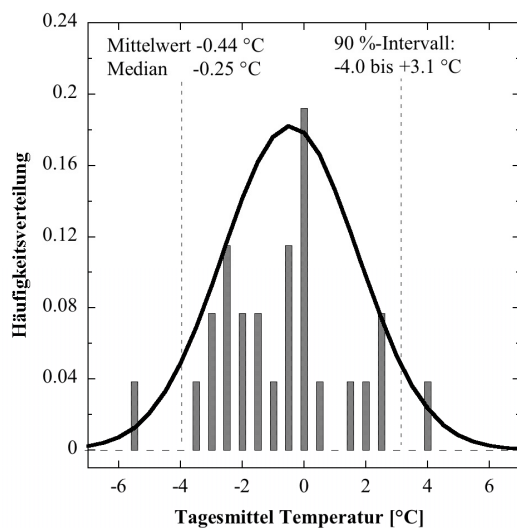 0.24
Mittelwert -0.44 °C
90 %-Intervall:
Median -0.25 °C
-4.0 bis +3.1 °C
0.2
0.16
0.12
0.08
0.04
0
Häufigkeitsverteilung
-6 -4 -2 0 2 4 6
Tagesmittel Temperatur [°C]